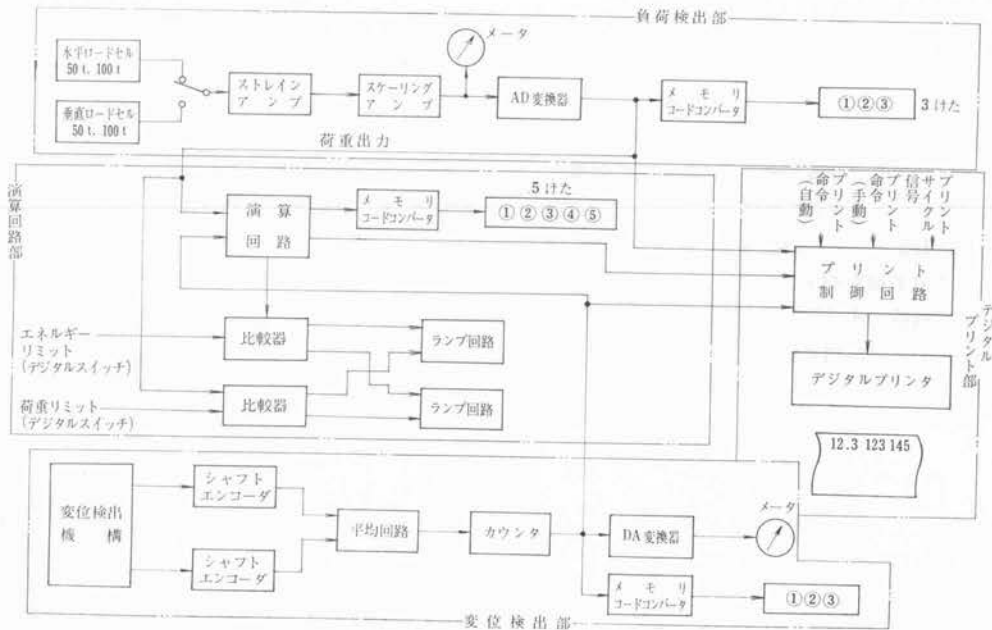 負荷検出部
水平ロードセル
50 t, 100 t
垂直ロードセル
50 t, 100 t
ストレイン
アンプ
スケーリング
アンプ
メータ
AD変換器
メモリ
コードコンバータ
①②③
3けた
荷重出力
演算回路部
演算
回路
メモリ
コードコンバータ
5けた
①②③④⑤
プリント
命令
(自動)
プリント
命令
(手動)
プリント
サイクル
信号
プリント
制御回路
デジタル
プリント部
デジタルプリンタ
12.3 123 145
エネルギー
リミット
(デジタルスイッチ)
比較器
ランプ回路
荷重リミット
(デジタルスイッチ)
比較器
ランプ回路
変位検出
機構
シャフト
エンコーダ
シャフト
エンコーダ
平均回路
カウンタ
DA変換器
メータ
メモリ
コードコンバータ
①②③
変位検出部